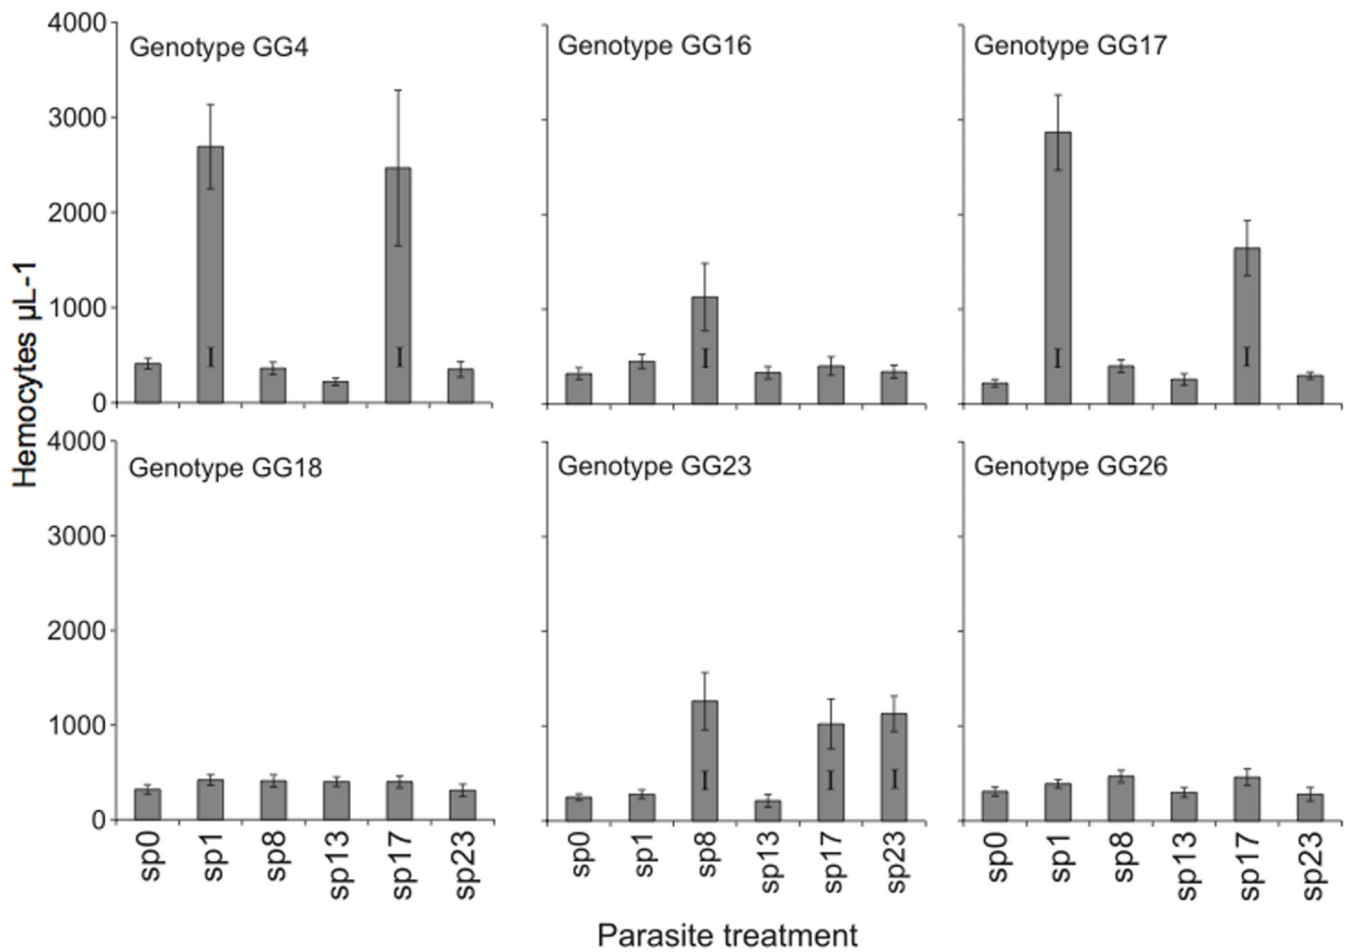 Hemocytes µL-1
4000
3000
2000
1000
0
Genotype GG4
I
I
Genotype GG16
I
Genotype GG17
I
I
4000
3000
2000
1000
0
Genotype GG18
Genotype GG23
I
I
I
Genotype GG26
sp0 sp1 sp8 sp13 sp17 sp23
sp0 sp1 sp8 sp13 sp17 sp23
sp0 sp1 sp8 sp13 sp17 sp23
Parasite treatment